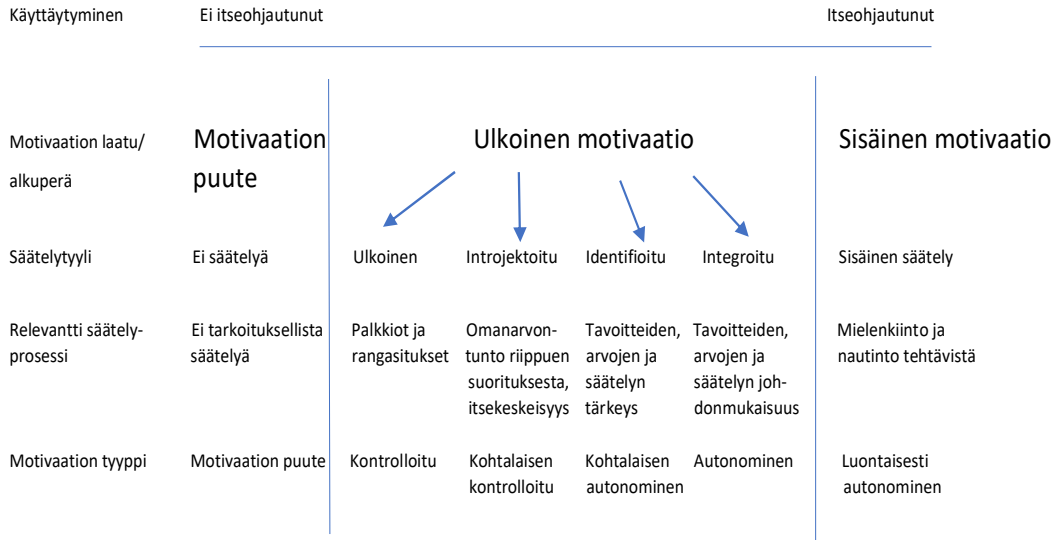 Käyttäytyminen Ei itseohjautunut Itseohjautunut
Motivaation laatu/ Motivaation Ulkoinen motivaatio Sisäinen motivaatio
alkuperä puute
Säätelytyyli Ei säätelyä Ulkoinen Introjektoitu Identifioitu Integroitu Sisäinen säätely
Relevantti säätely- Ei tarkoituksellista Palkkiot ja Omanarvon- Tavoitteiden, Tavoitteiden, Mielenkiinto ja
prosessi säätelyä rangasitukset tunto riippuen arvojen ja arvojen ja nautinto tehtävistä
suorituksesta, säätelyn säätelyn joh-
itsekeskeisyys tärkeys donmukaisuus
Motivaation tyyppi Motivaation puute Kontrolloitu Kohtalaisen Kohtalaisen Autonominen Luontaisesti
kontrolloitu autonominen autonominen